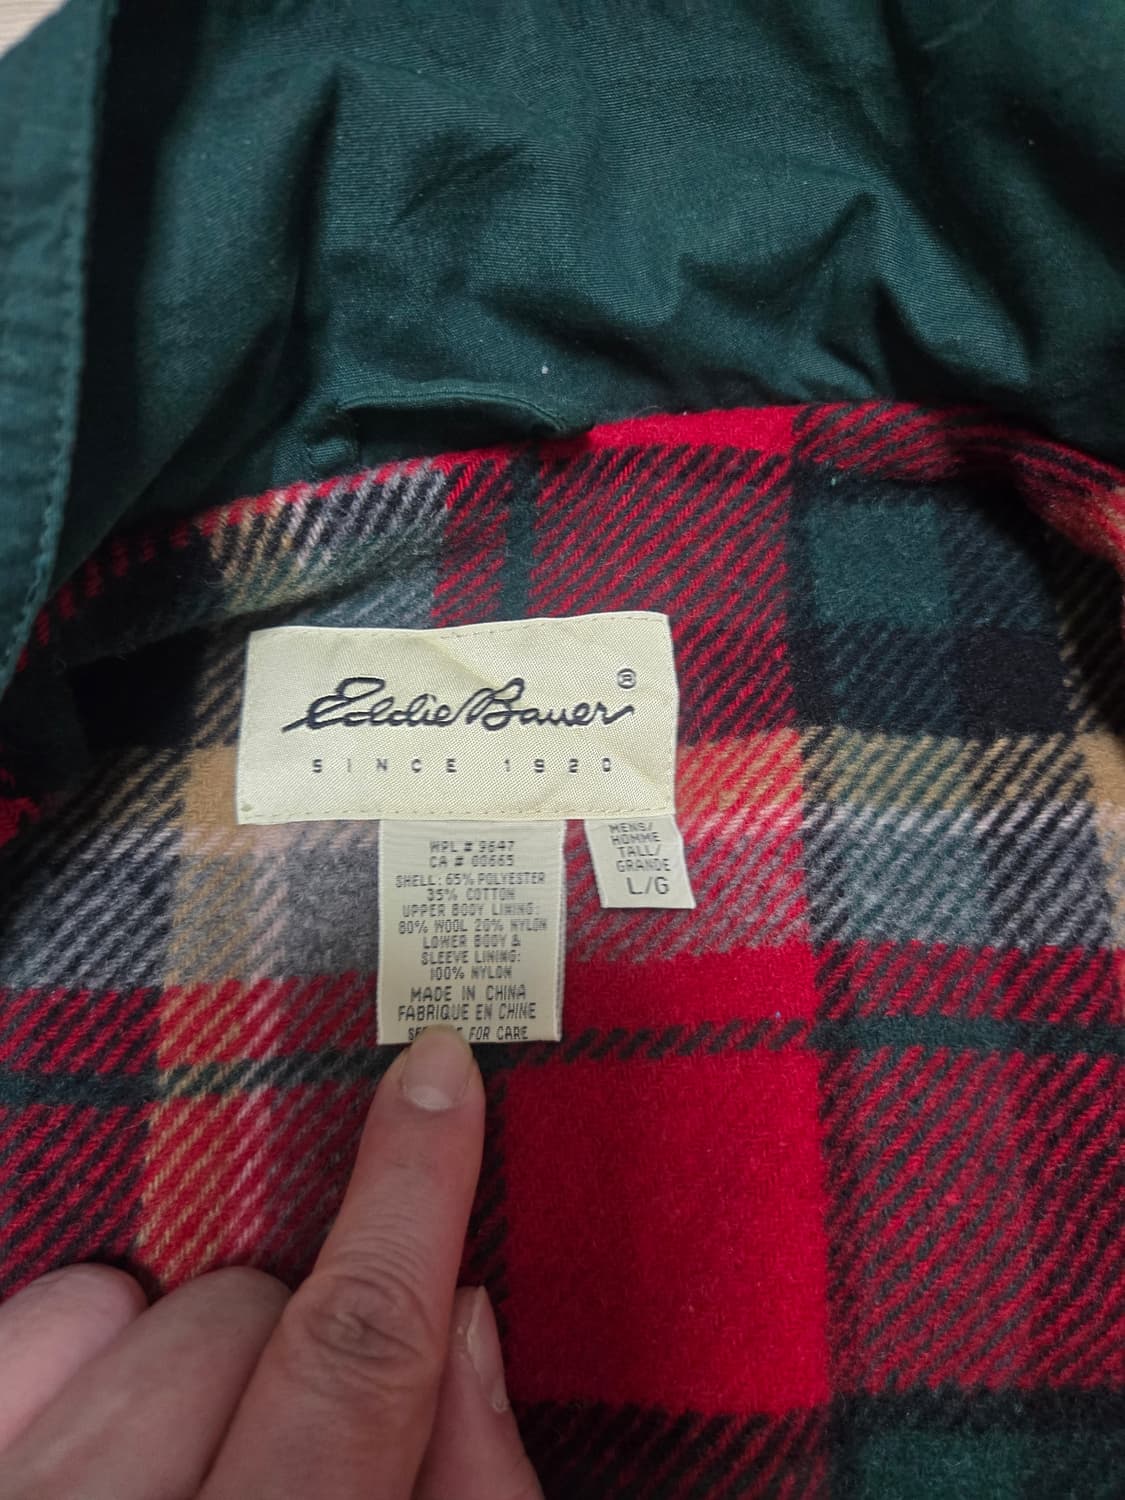 Eddie Bauer®
SINCE 1920
WPL # 9647
CA # 00665
SHELL: 65% POLYESTER
35% COTTON
UPPER BODY LINING:
80% WOOL 20% NYLON
LOWER BODY &
SLEEVE LINING:
100% NYLON
MADE IN CHINA
FABRIQUE EN CHINE
FOR CARE
MENS/
HOMME
TALL/
GRANDE
L/G